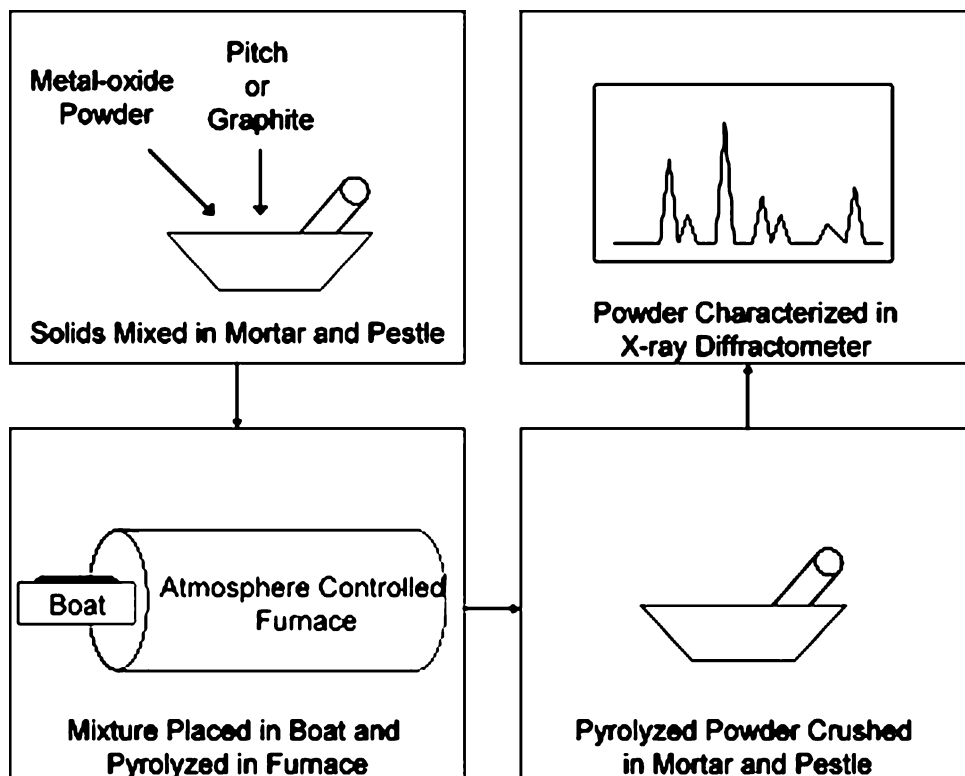 Metal-oxide
Powder
Pitch
or
Graphite
Solids Mixed in Mortar and Pestle
Boat
Atmosphere Controlled
Furnace
Mixture Placed in Boat and
Pyrolyzed in Furnace
Pyrolyzed Powder Crushed
in Mortar and Pestle
Powder Characterized in
X-ray Diffractometer